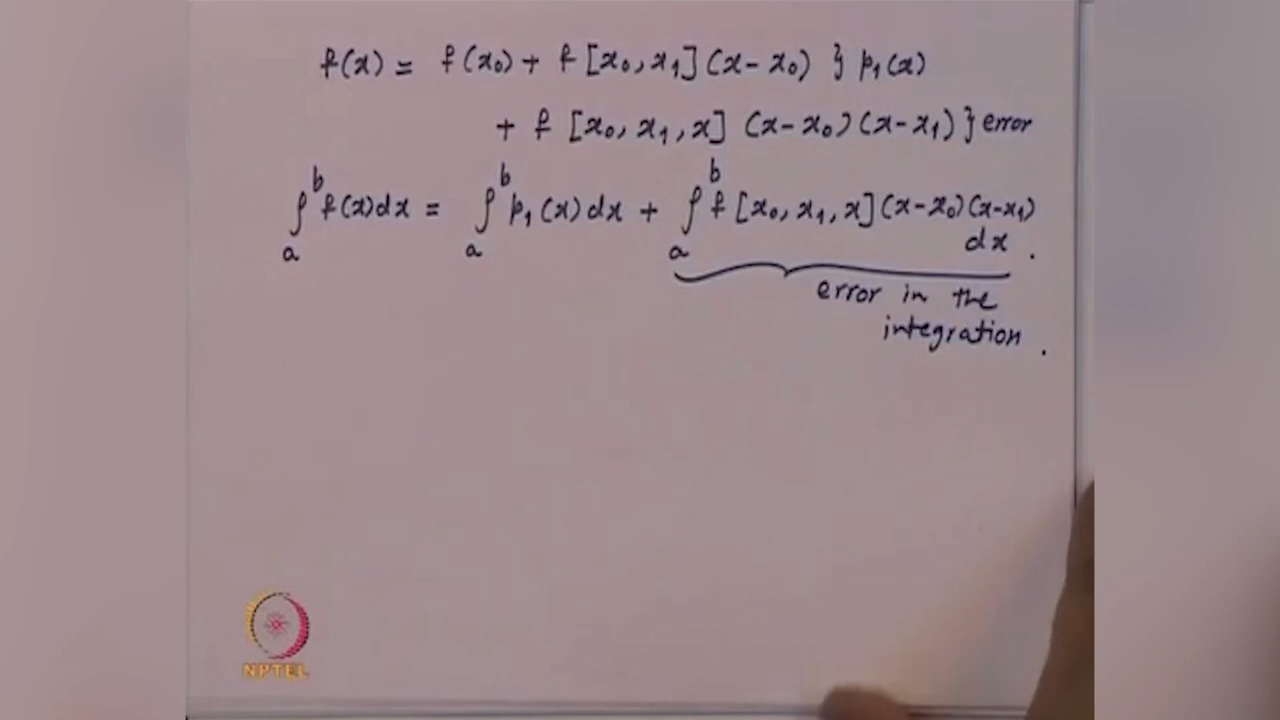 f(x) = f(x₀) + f[x₀, x₁](x-x₀) } p₁(x)
+ f [x₀, x₁, x] (x-x₀)(x-x₁) } error
∫ₐᵇ f(x)dx = ∫ₐᵇ p₁(x)dx + ∫ₐᵇ f[x₀, x₁, x](x-x₀)(x-x₁)
dx.
error in the
integration.
NPTEL